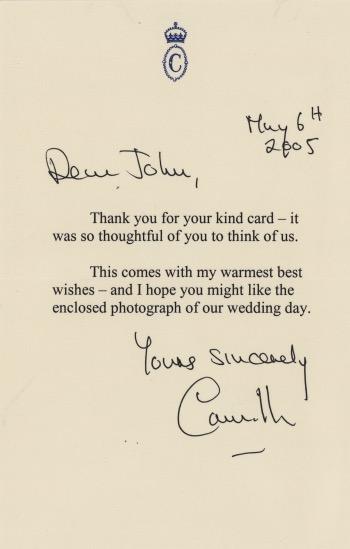 C
May 6th
2005
Dear John,
Thank you for your kind card – it
was so thoughtful of you to think of us.
This comes with my warmest best
wishes – and I hope you might like the
enclosed photograph of our wedding day.
Yours sincerely
Camilla